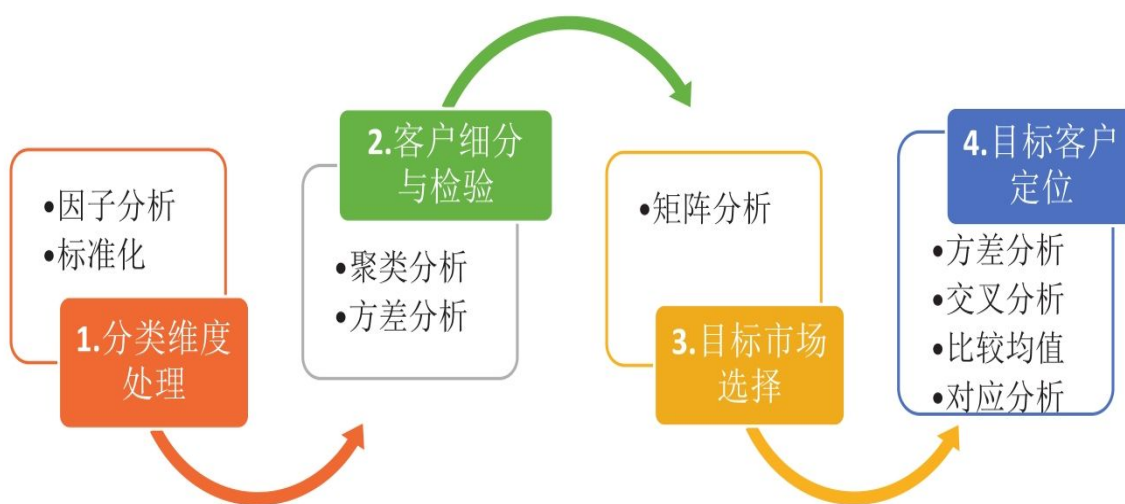 •因子分析
•标准化
1.分类维度
处理
2.客户细分
与检验
•聚类分析
•方差分析
•矩阵分析
3.目标市场
选择
4.目标客户
定位
•方差分析
•交叉分析
•比较均值
•对应分析